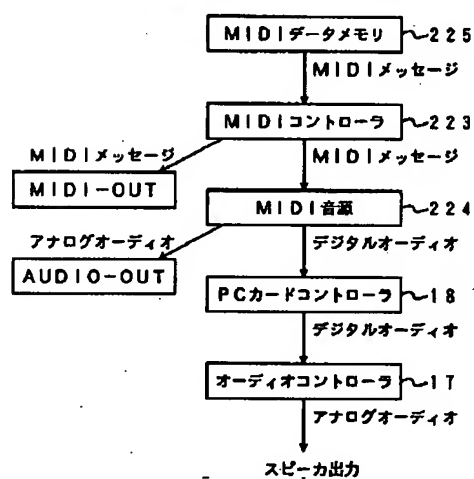 MIDIデータメモリ 〜225
MIDIメッセージ
MIDIコントローラ 〜223
MIDIメッセージ MIDIメッセージ
MIDI-OUT
MIDI音源 〜224
アナログオーディオ デジタルオーディオ
AUDIO-OUT
PCカードコントローラ 〜18
デジタルオーディオ
オーディオコントローラ 〜17
アナログオーディオ
スピーカ出力